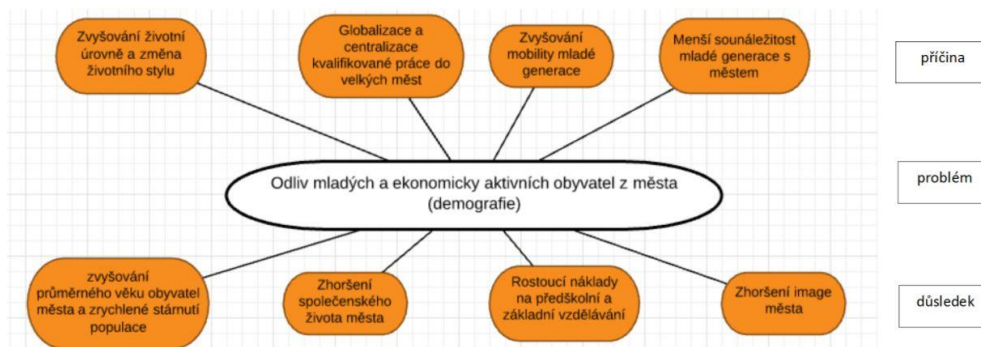 Zvyšování životní
úrovně a změna
životního stylu
Globalizace a
centralizace
kvalifikované práce do
velkých měst
Zvyšování
mobility mladé
generace
Menší sounáležitost
mladé generace s
městem
příčina
Odliv mladých a ekonomicky aktivních obyvatel z města
(demografie)
problém
zvyšování
průměrného věku obyvatel
města a zrychlené stárnutí
populace
Zhoršení
společenského
života města
Rostoucí náklady
na předškolní a
základní vzdělávání
Zhoršení image
města
důsledek